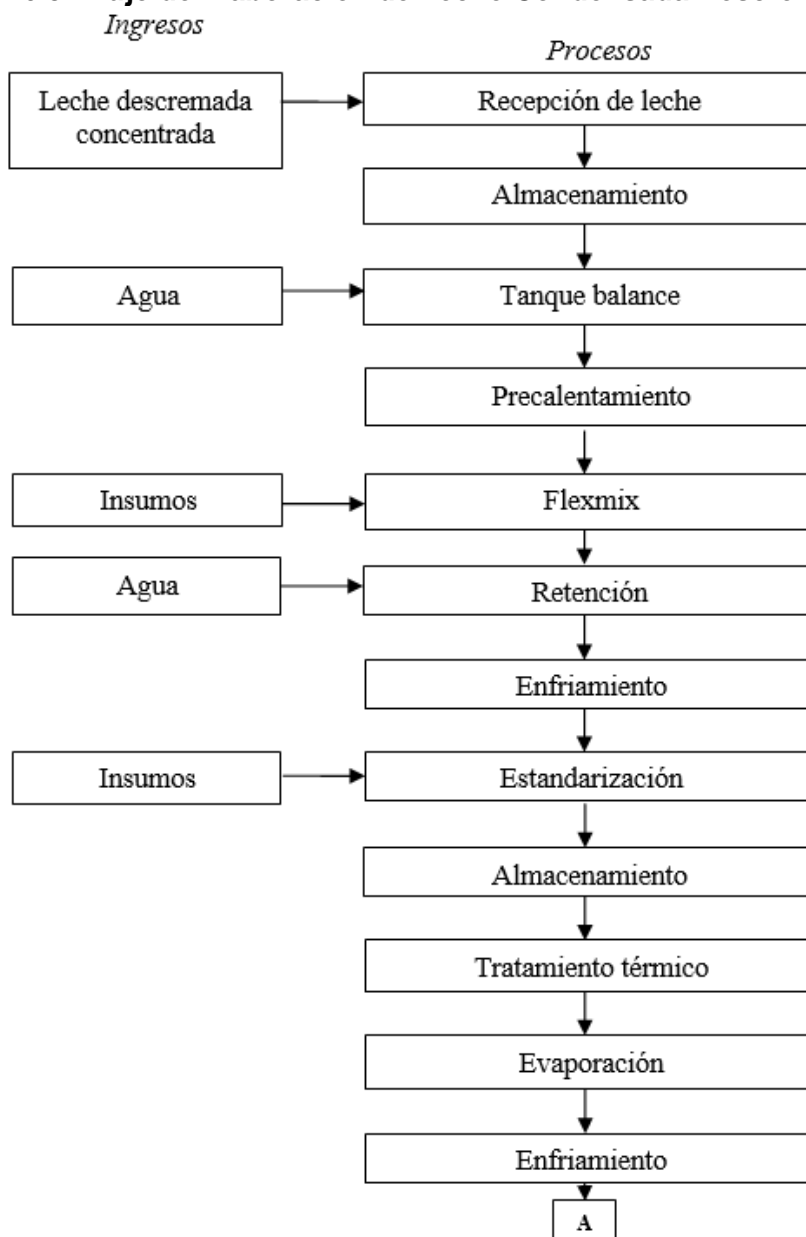 Ingresos
Procesos
Leche descremada
concentrada
Recepción de leche
Almacenamiento
Agua
Tanque balance
Precalentamiento
Insumos
Flexmix
Agua
Retención
Enfriamiento
Insumos
Estandarización
Almacenamiento
Tratamiento térmico
Evaporación
Enfriamiento
A